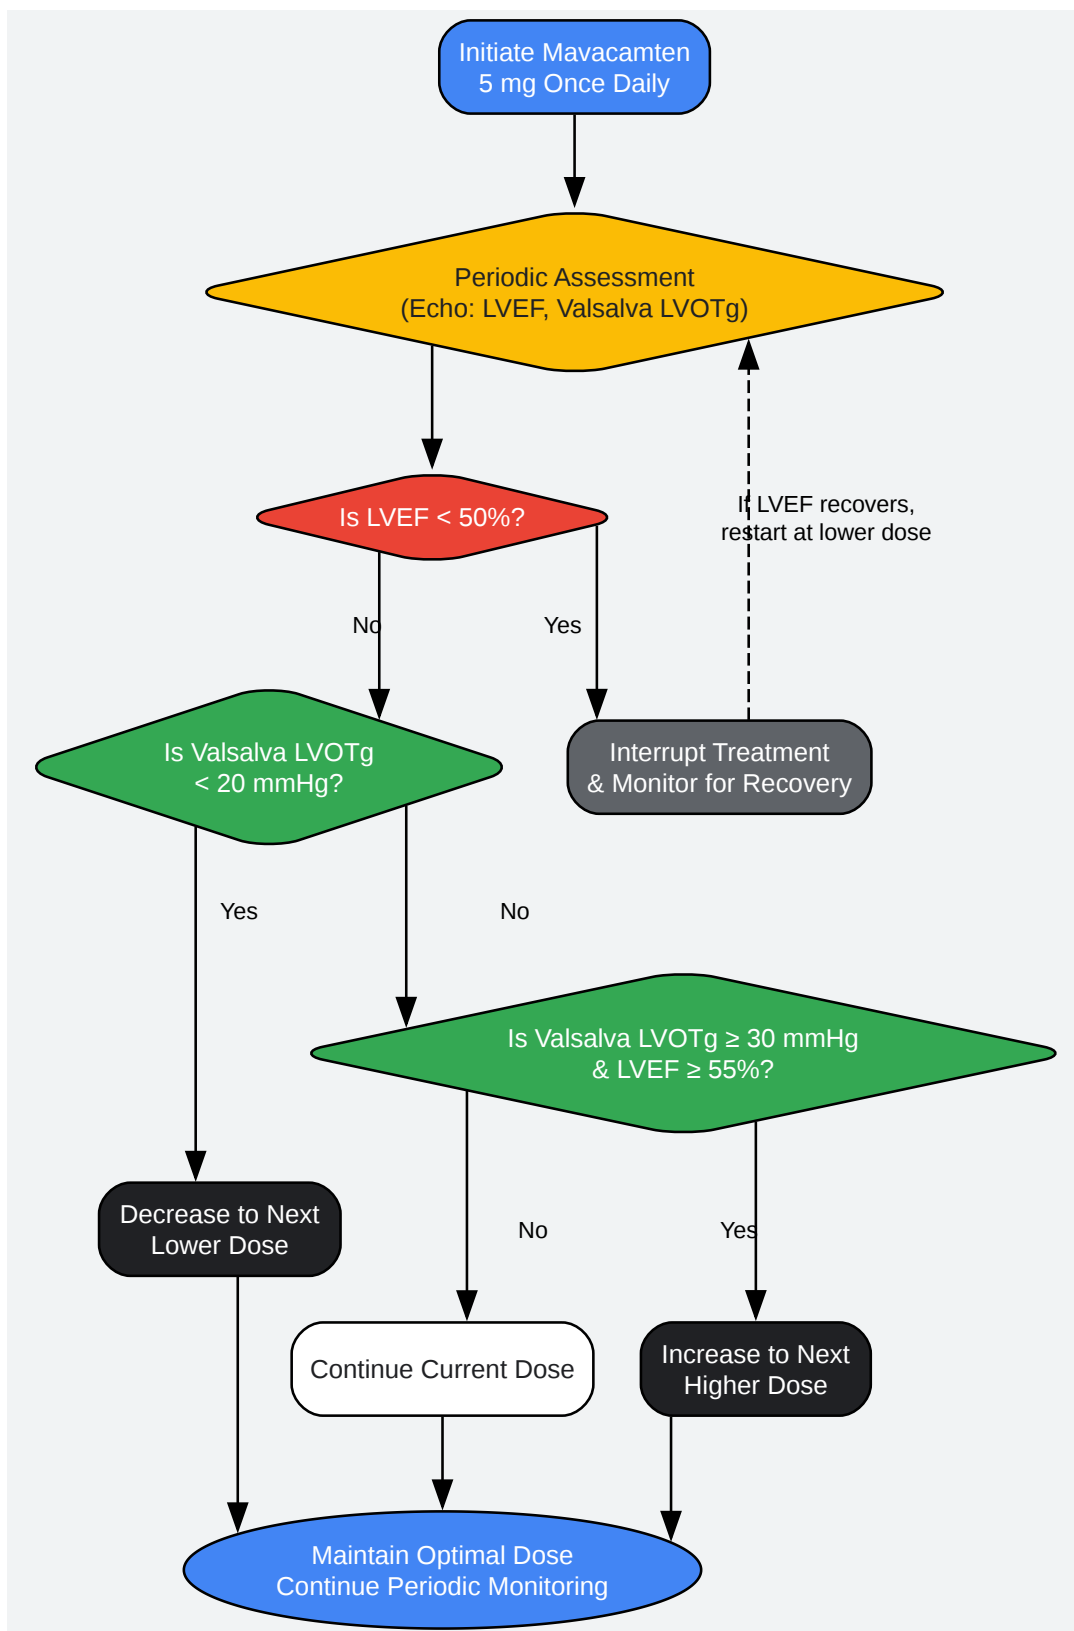 Initiate Mavacamten
5 mg Once Daily
Periodic Assessment
(Echo: LVEF, Valsalva LVOTg)
Is LVEF < 50%?
If LVEF recovers,
restart at lower dose
No
Yes
Is Valsalva LVOTg
< 20 mmHg?
Interrupt Treatment
& Monitor for Recovery
Yes
No
Is Valsalva LVOTg ≥ 30 mmHg
& LVEF ≥ 55%?
Decrease to Next
Lower Dose
No
Yes
Continue Current Dose
Increase to Next
Higher Dose
Maintain Optimal Dose
Continue Periodic Monitoring